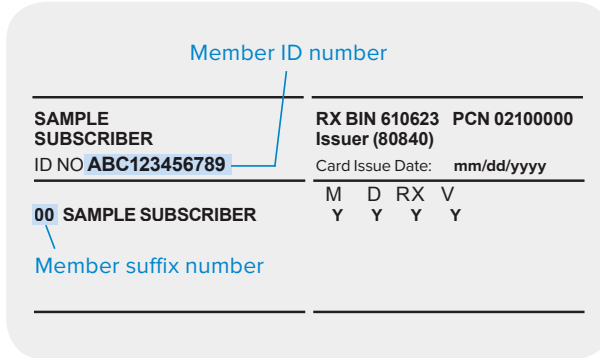 Member ID number
SAMPLE
SUBSCRIBER
ID NO ABC123456789
RX BIN 610623 PCN 02100000
Issuer (80840)
Card Issue Date: mm/dd/yyyy
M D RX V
Y Y Y Y
00 SAMPLE SUBSCRIBER
Member suffix number